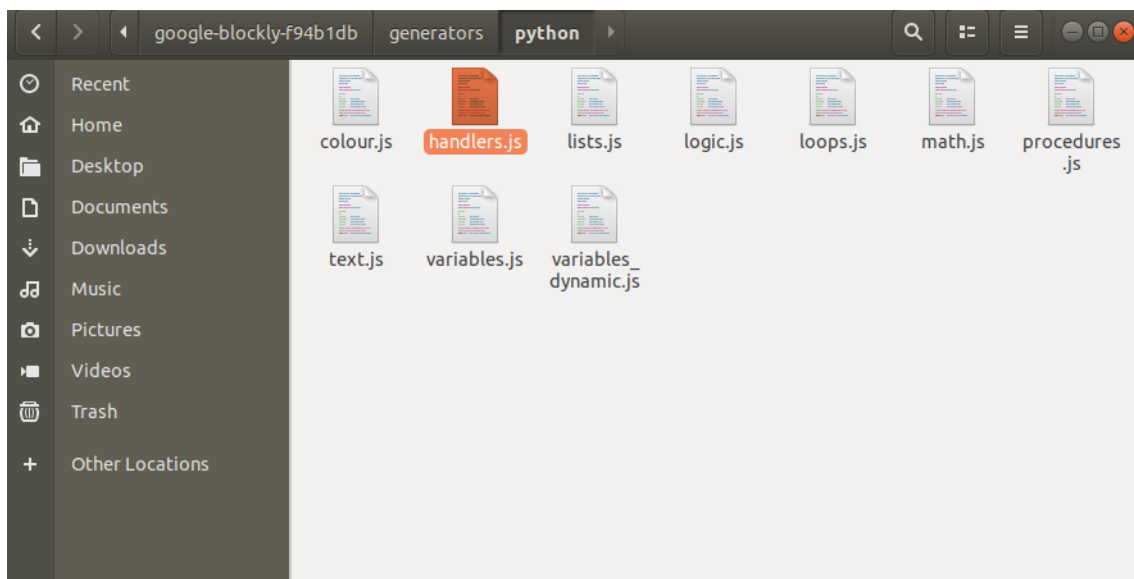 google-blockly-f94b1db generators python
Recent
Home
Desktop
Documents
Downloads
Music
Pictures
Videos
Trash
Other Locations
colour.js handlers.js lists.js logic.js loops.js math.js procedures
.js
text.js variables.js variables_
dynamic.js